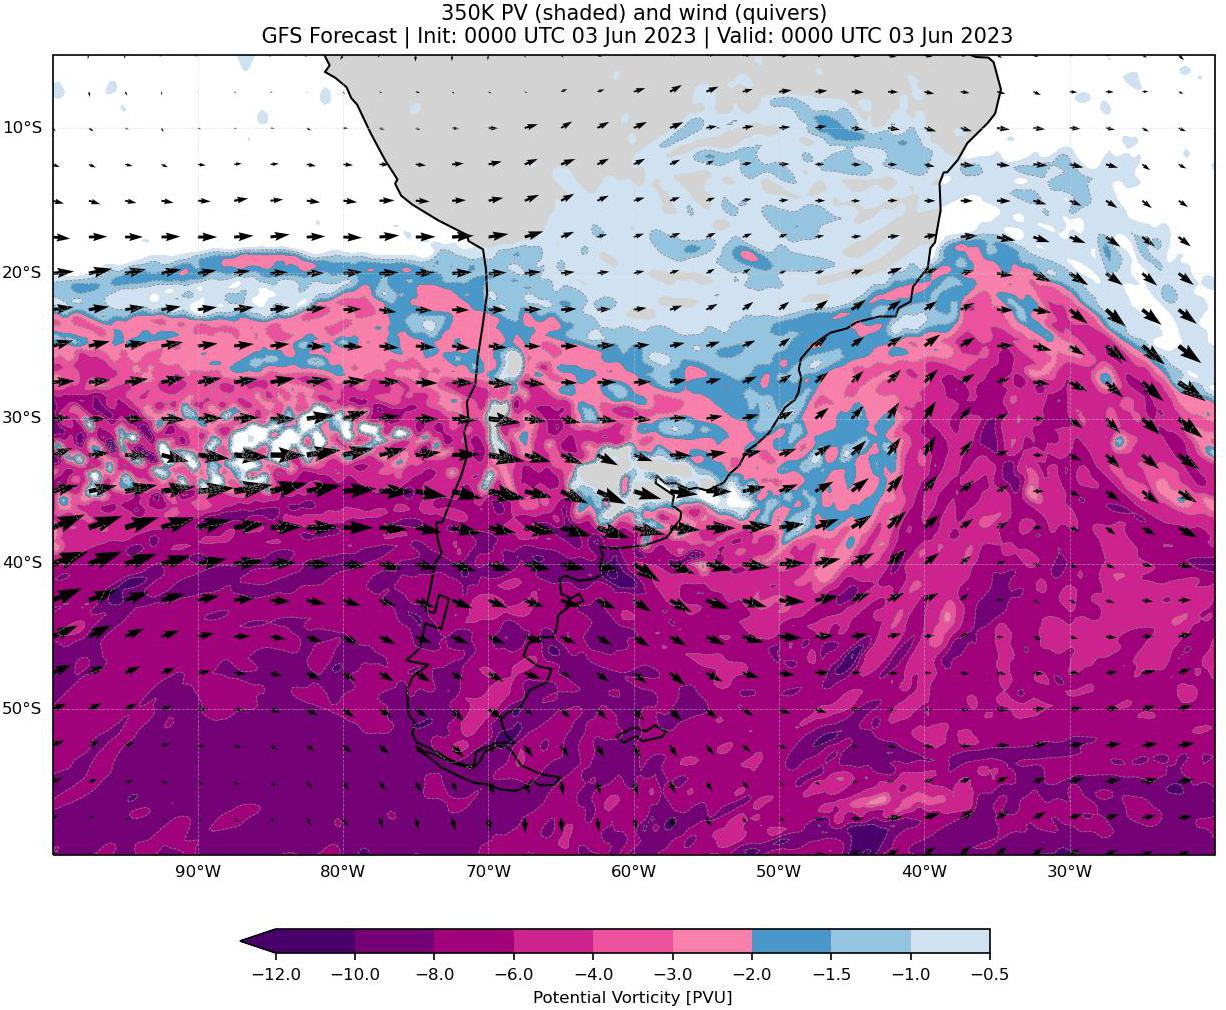 350K PV (shaded) and wind (quivers)
GFS Forecast | Init: 0000 UTC 03 Jun 2023 | Valid: 0000 UTC 03 Jun 2023
10°S
20°S
30°S
40°S
50°S
90°W 80°W 70°W 60°W 50°W 40°W 30°W
−12.0 −10.0 −8.0 −6.0 −4.0 −3.0 −2.0 −1.5 −1.0 −0.5
Potential Vorticity [PVU]